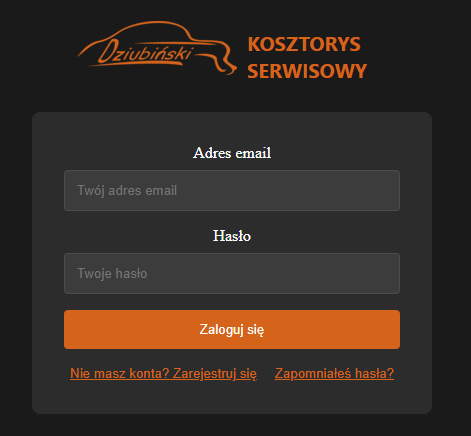 Dziubiński
KOSZTORYS
SERWISOWY
Adres email
Twój adres email
Hasło
Twoje hasło
Zaloguj się
Nie masz konta? Zarejestruj się Zapomniałeś hasła?